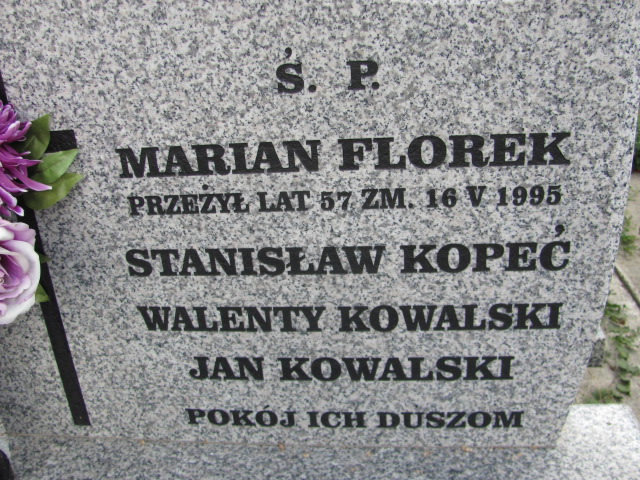 Ś. P.
MARIAN FLOREK
PRZEŻYŁ LAT 57 ZM. 16 V 1995
STANISŁAW KOPEĆ
WALENTY KOWALSKI
JAN KOWALSKI
POKÓJ ICH DUSZOM